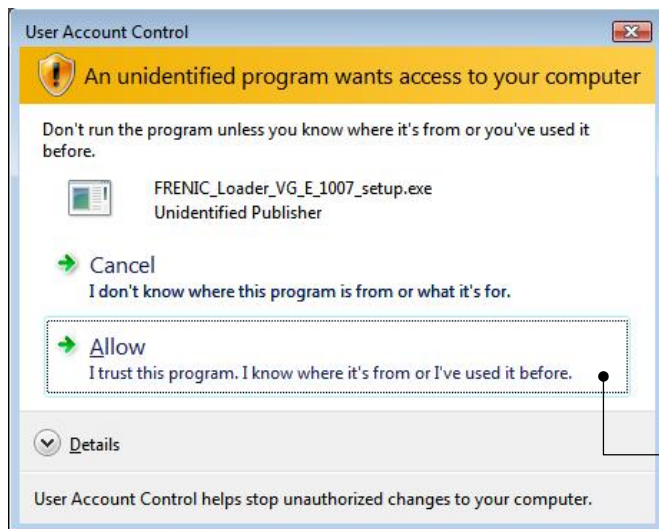 User Account Control
An unidentified program wants access to your computer
Don't run the program unless you know where it's from or you've used it
before.
FRENIC_Loader_VG_E_1007_setup.exe
Unidentified Publisher
Cancel
I don't know where this program is from or what it's for.
Allow
I trust this program. I know where it's from or I've used it before.
Details
User Account Control helps stop unauthorized changes to your computer.